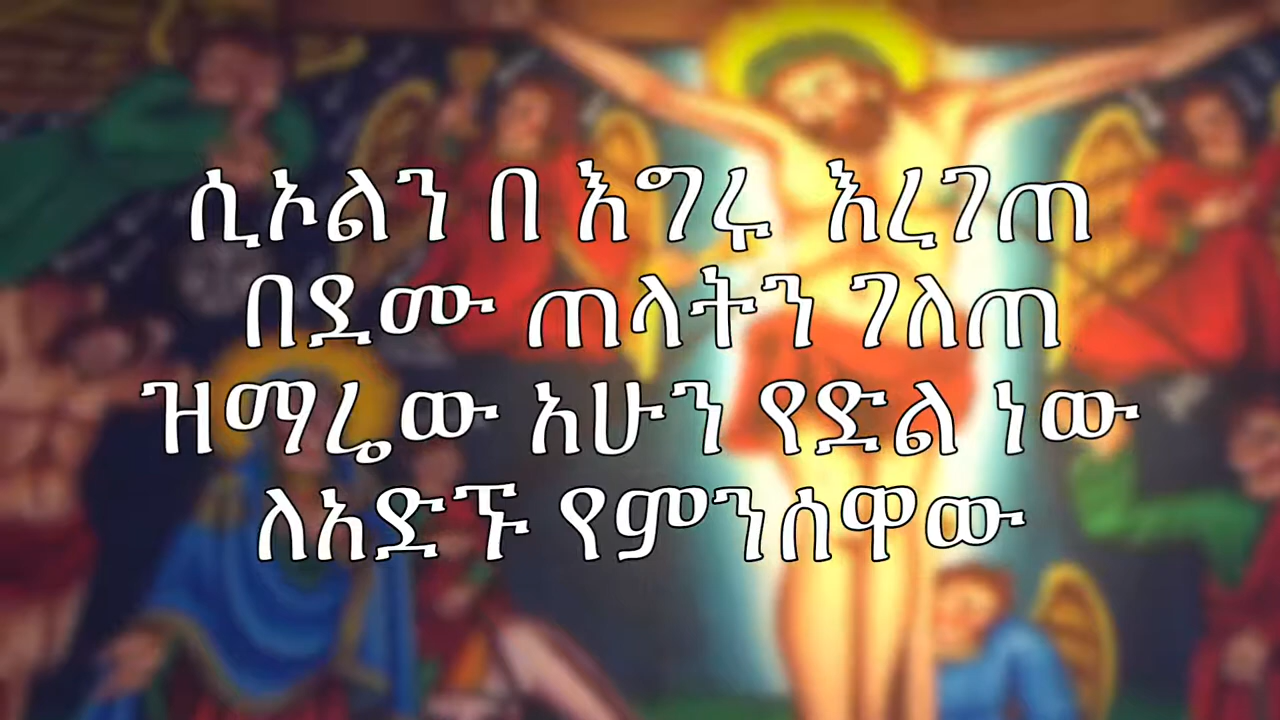 ሲኦልን በ እግሩ እረገጠ
በደሙ ጠላትን ገለጠ
ዝማሬው አሁን የድል ነው
ለአድኙ የምንሰዋው